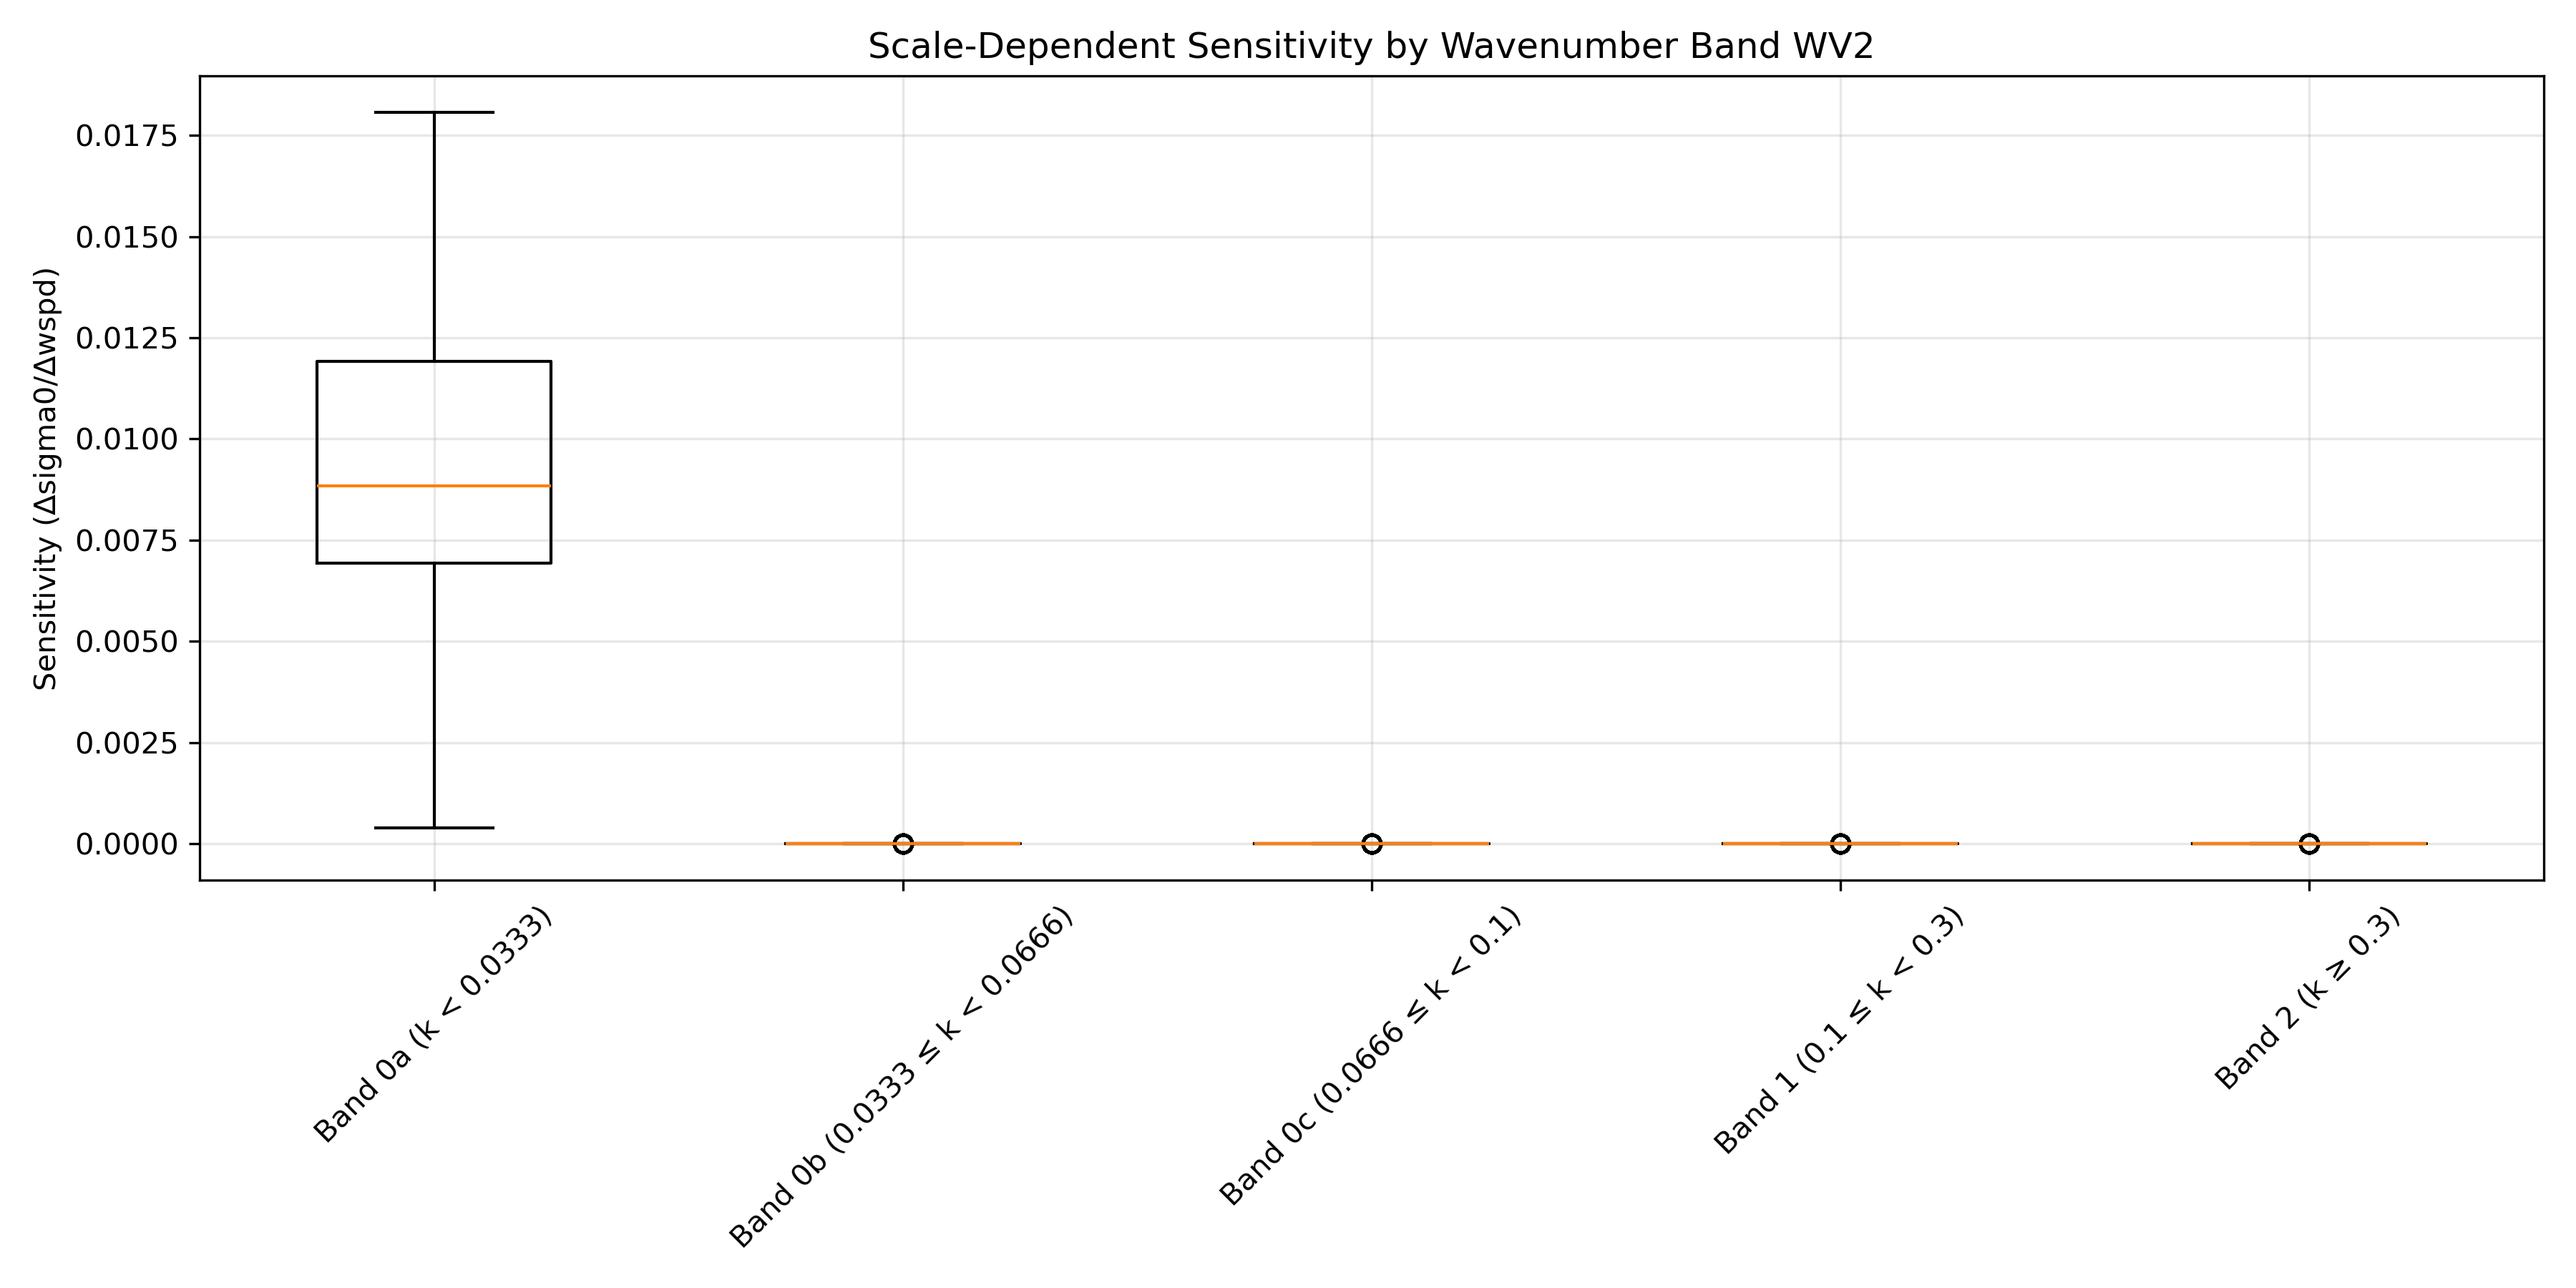 Scale-Dependent Sensitivity by Wavenumber Band WV2
Sensitivity (Δsigma0/Δwspd)
0.0175
0.0150
0.0125
0.0100
0.0075
0.0050
0.0025
0.0000
Band 0a (k < 0.0333)
Band 0b (0.0333 ≤ k < 0.0666)
Band 0c (0.0666 ≤ k < 0.1)
Band 1 (0.1 ≤ k < 0.3)
Band 2 (k ≥ 0.3)